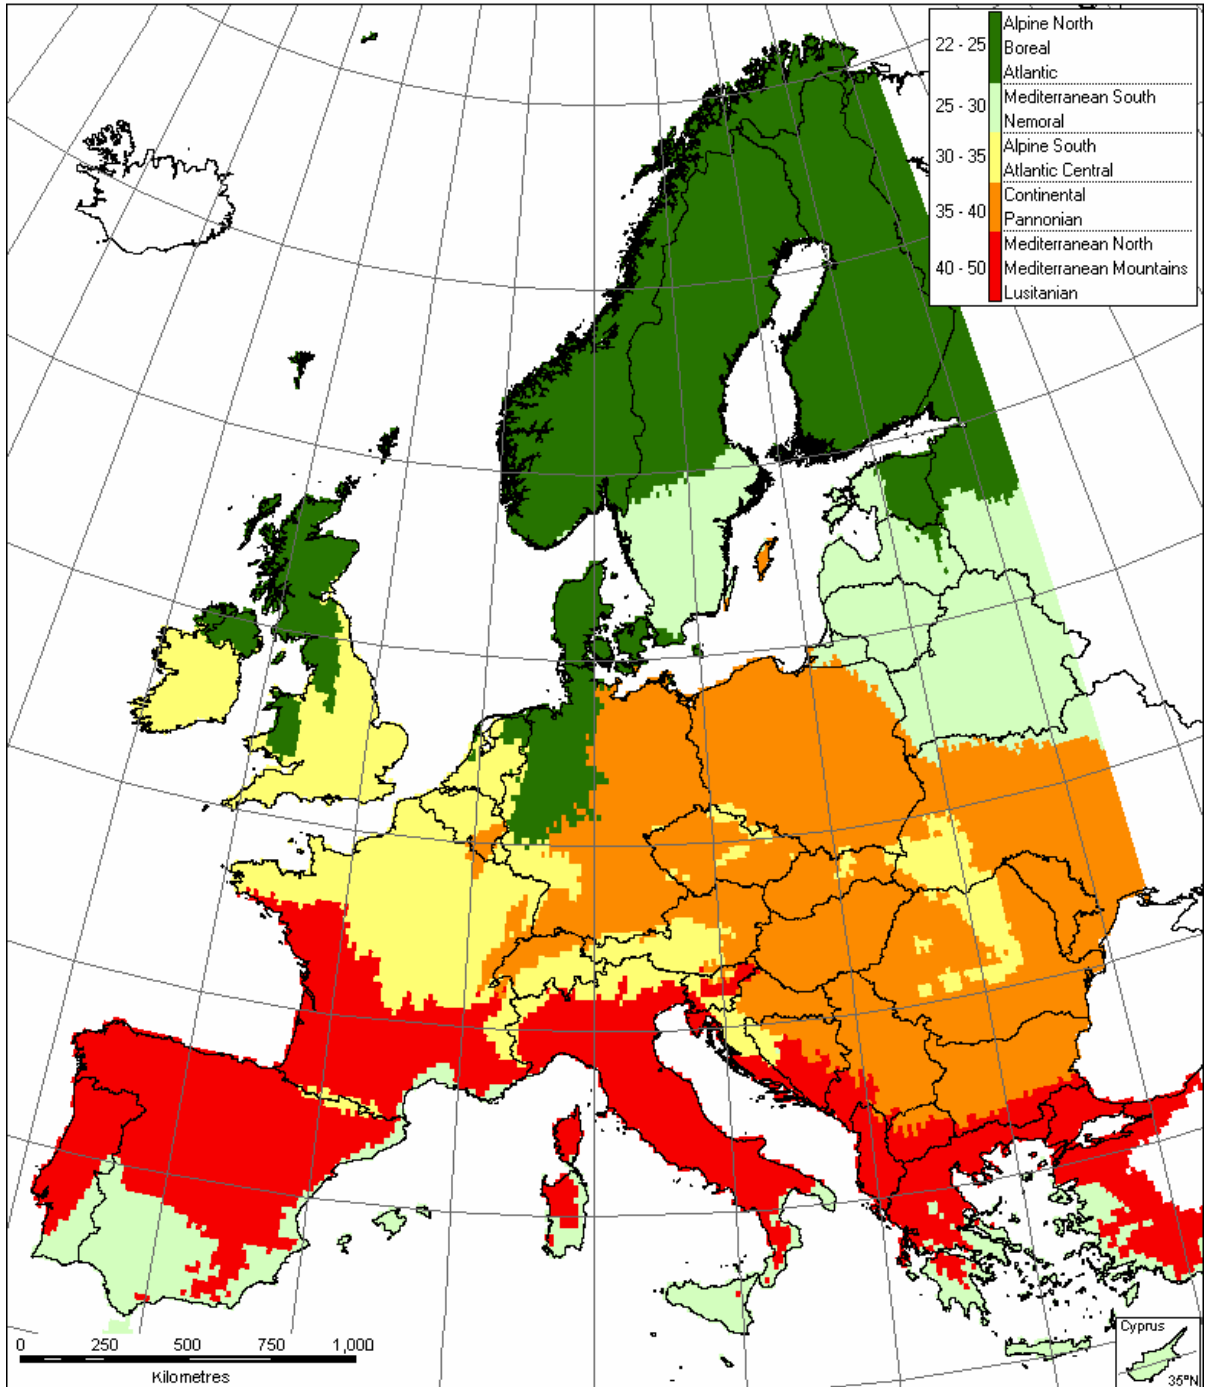 22 - 25
Alpine North
Boreal
Atlantic
25 - 30
Mediterranean South
Nemoral
30 - 35
Alpine South
Atlantic Central
35 - 40
Continental
Pannonian
40 - 50
Mediterranean North
Mediterranean Mountains
Lusitanian
0 250 500 750 1,000
Kilometres
Cyprus
35°N